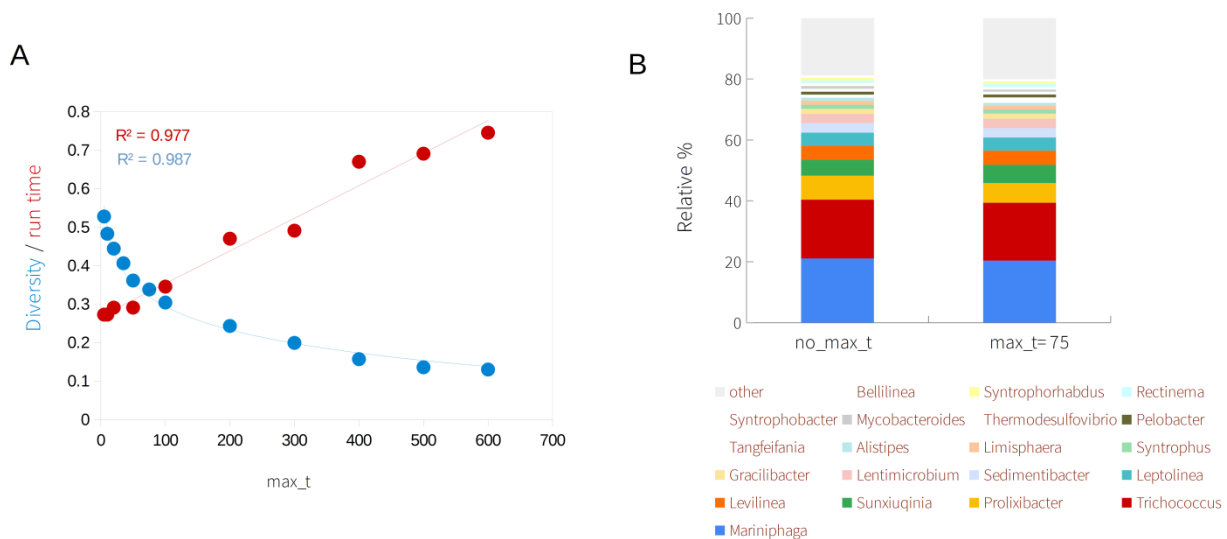 A
R² = 0.977
R² = 0.987
0.8
0.7
0.6
0.5
0.4
0.3
0.2
0.1
0
0 100 200 300 400 500 600 700
Diversity / run time
max_t
B
100
80
60
40
20
0
Relative %
no_max_t max_t= 75
other Bellilinea Syntrophorhabdus Rectinema
Syntrophobacter Mycobacteroides Thermodesulfovibrio Pelobacter
Tangfeifania Alistipes Limisphaera Syntrophus
Gracilibacter Lentimicrobium Sedimentibacter Leptolinea
Levilinea Sunxiuqinia Prolixibacter Trichococcus
Mariniphaga